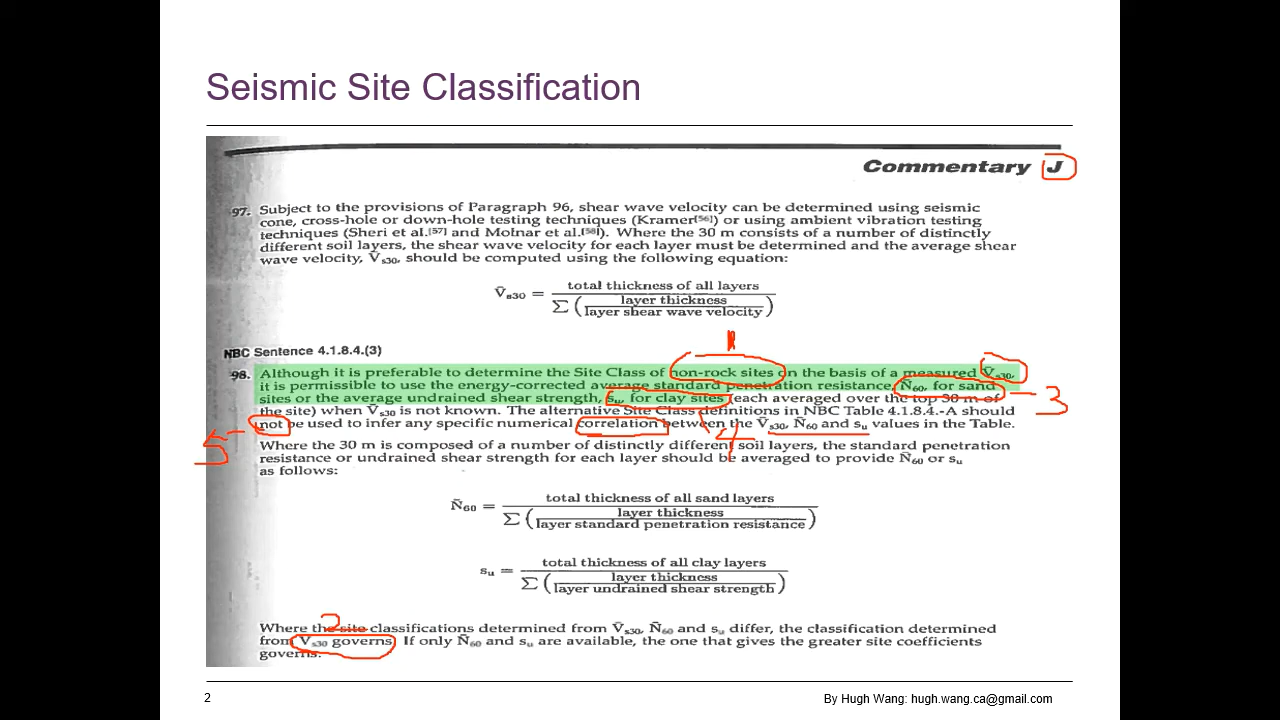 Seismic Site Classification
Commentary J
97. Subject to the provisions of Paragraph 96, shear wave velocity can be determined using seismic
cone, cross-hole or down-hole testing techniques (Kramer[56]) or using ambient vibration testing
techniques (Sheri et al.[57] and Molnar et al.[58]). Where the 30 m consists of a number of distinctly
different soil layers, the shear wave velocity for each layer must be determined and the average shear
wave velocity, V̄s30, should be computed using the following equation:
total thickness of all layers
V̄s30 =
layer thickness
Σ ( )
layer shear wave velocity
1
NBC Sentence 4.1.8.4.(3)
98. Although it is preferable to determine the Site Class of non-rock sites on the basis of a measured V̄s30,
it is permissible to use the energy-corrected average standard penetration resistance, N̄60, for sand
sites or the average undrained shear strength, su, for clay sites (each averaged over the top 30 m of
3
the site) when V̄s30 is not known. The alternative Site Class definitions in NBC Table 4.1.8.4.-A should
not be used to infer any specific numerical correlation between the V̄s30, N̄60 and su values in the Table.
5
4
Where the 30 m is composed of a number of distinctly different soil layers, the standard penetration
resistance or undrained shear strength for each layer should be averaged to provide N̄60 or su
as follows:
total thickness of all sand layers
N̄60 =
layer thickness
Σ ( )
layer standard penetration resistance
total thickness of all clay layers
su =
layer thickness
Σ ( )
layer undrained shear strength
2
Where the site classifications determined from V̄s30, N̄60 and su differ, the classification determined
from V̄s30 governs. If only N̄60 and su are available, the one that gives the greater site coefficients
governs.
2
By Hugh Wang: hugh.wang.ca@gmail.com